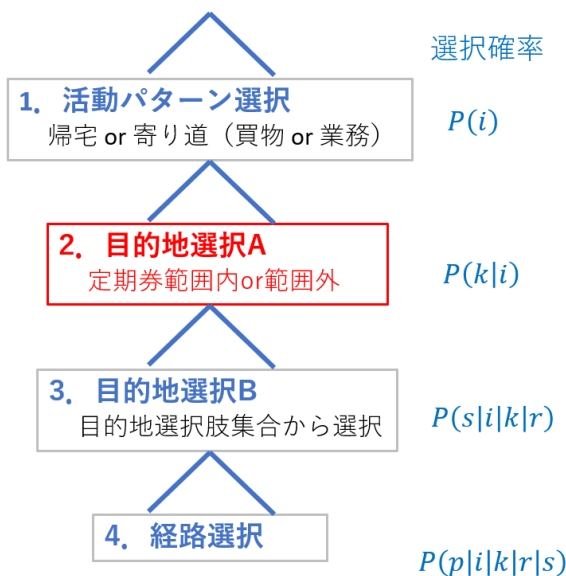 選択確率
1. 活動パターン選択
帰宅 or 寄り道（買物 or 業務）
P(i)
2. 目的地選択A
定期券範囲内or範囲外
P(k|i)
3. 目的地選択B
目的地選択肢集合から選択
P(s|i|k|r)
4. 経路選択
P(p|i|k|r|s)